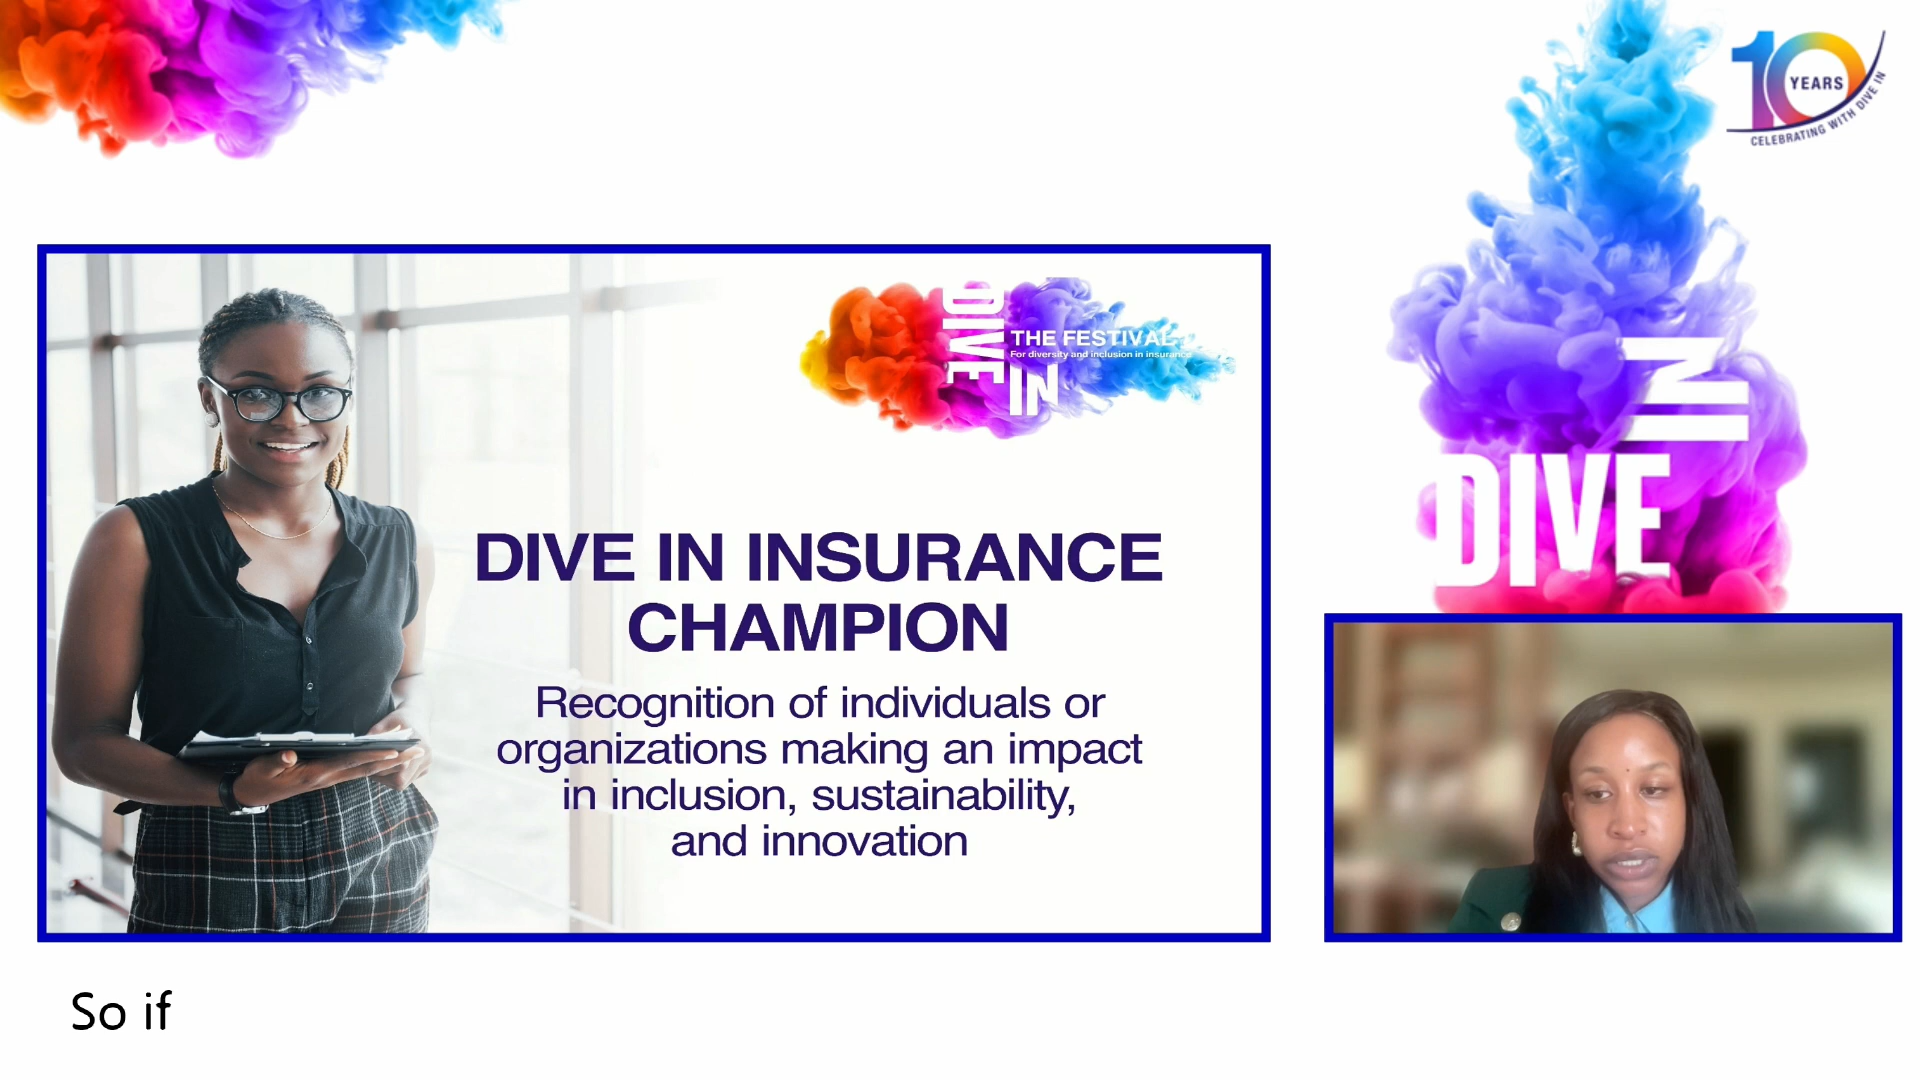 10
YEARS
CELEBRATING WITH DIVE IN
DIVE
THE FESTIVAL
For diversity and inclusion in insurance
IN
DIVE IN INSURANCE
CHAMPION
Recognition of individuals or
organizations making an impact
in inclusion, sustainability,
and innovation
IN
DIVE
So if